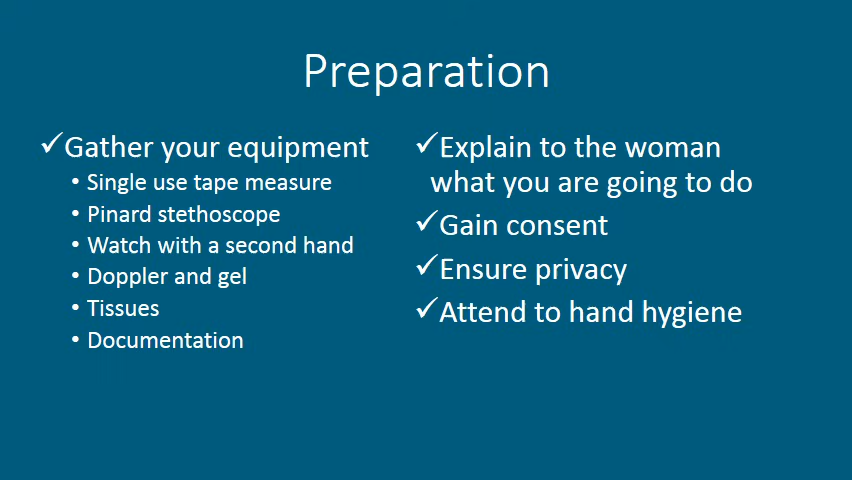 Preparation
✓Gather your equipment
• Single use tape measure
• Pinard stethoscope
• Watch with a second hand
• Doppler and gel
• Tissues
• Documentation
✓Explain to the woman
what you are going to do
✓Gain consent
✓Ensure privacy
✓Attend to hand hygiene